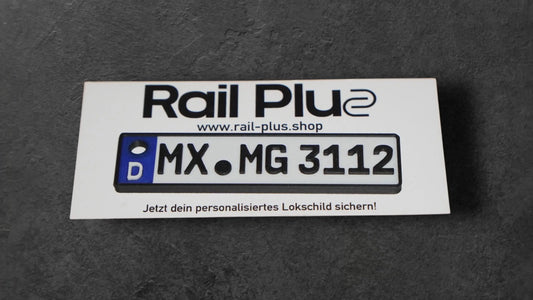 Rail Plus
www.rail-plus.shop
D MX MG 3112
Jetzt dein personalisiertes Lokschild sichern!